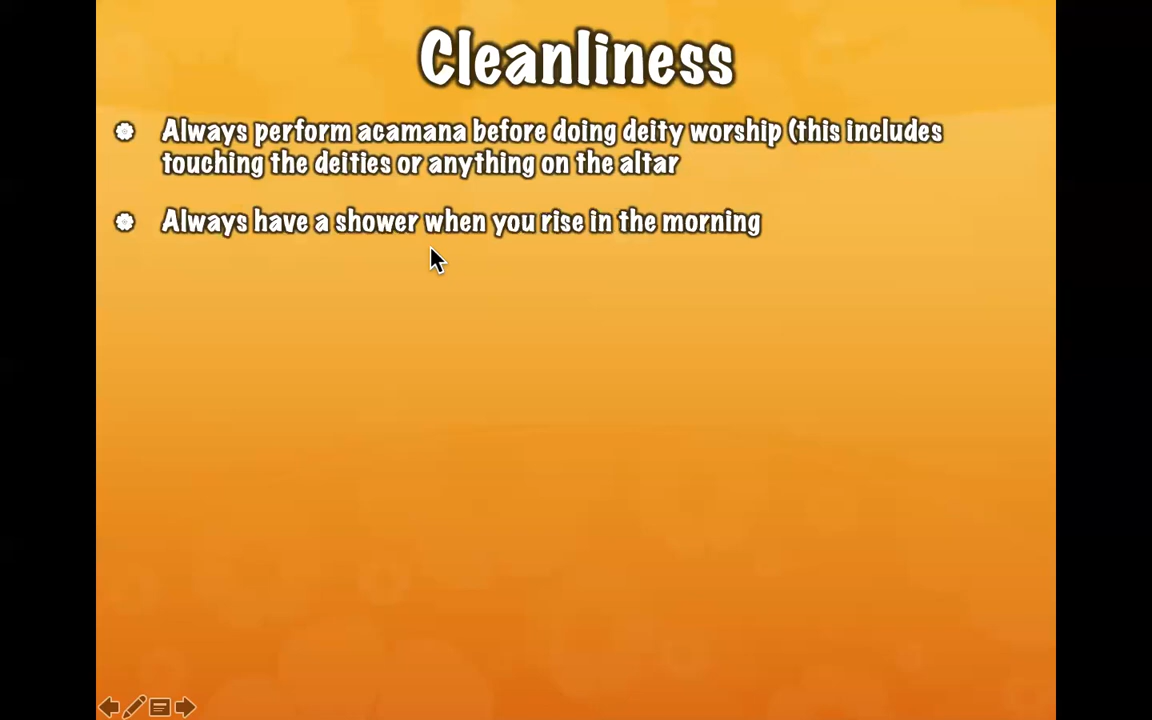 Cleanliness
Always perform acamana before doing deity worship (this includes
touching the deities or anything on the altar
Always have a shower when you rise in the morning